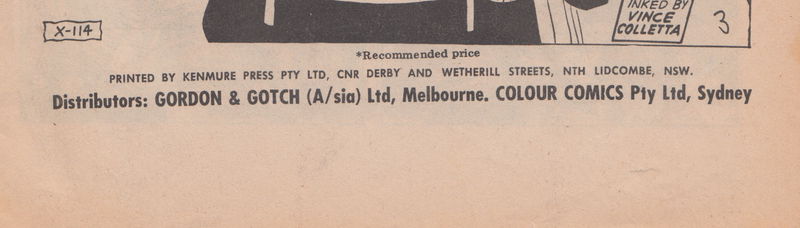 INKED BY
VINCE
COLLETTA
X-114
3
*Recommended price
PRINTED BY KENMURE PRESS PTY LTD, CNR DERBY AND WETHERILL STREETS, NTH LIDCOMBE, NSW.
Distributors: GORDON & GOTCH (A/sia) Ltd, Melbourne. COLOUR COMICS Pty Ltd, Sydney